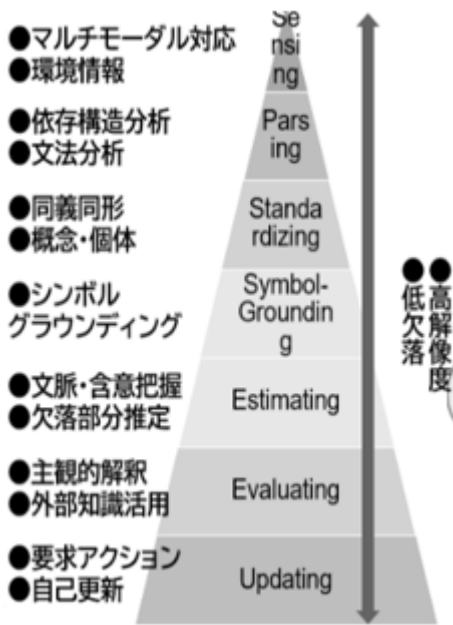 ●マルチモーダル対応
●環境情報
Se
nsi
ng
●依存構造分析
●文法分析
Pars
ing
●同義同形
●概念・個体
Standa
rdizing
●シンボル
グラウンディング
Symbol-
Groundin
g
●文脈・含意把握
●欠落部分推定
Estimating
●主観的解釈
●外部知識活用
Evaluating
●要求アクション
●自己更新
Updating
●高解像度
●低欠落